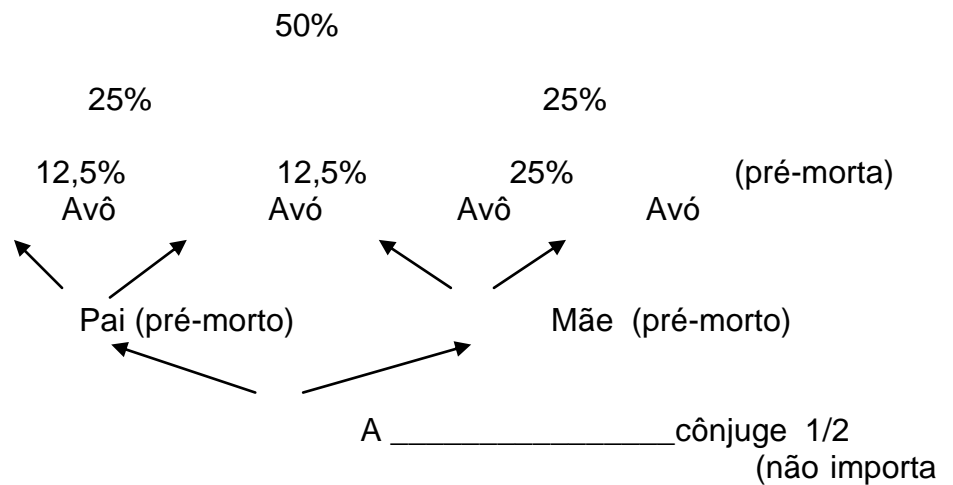 50%
25% 25%
12,5% 12,5% 25% (pré-morta)
Avô Avó Avô Avó
Pai (pré-morto) Mãe (pré-morto)
A _________________cônjuge 1/2
(não importa